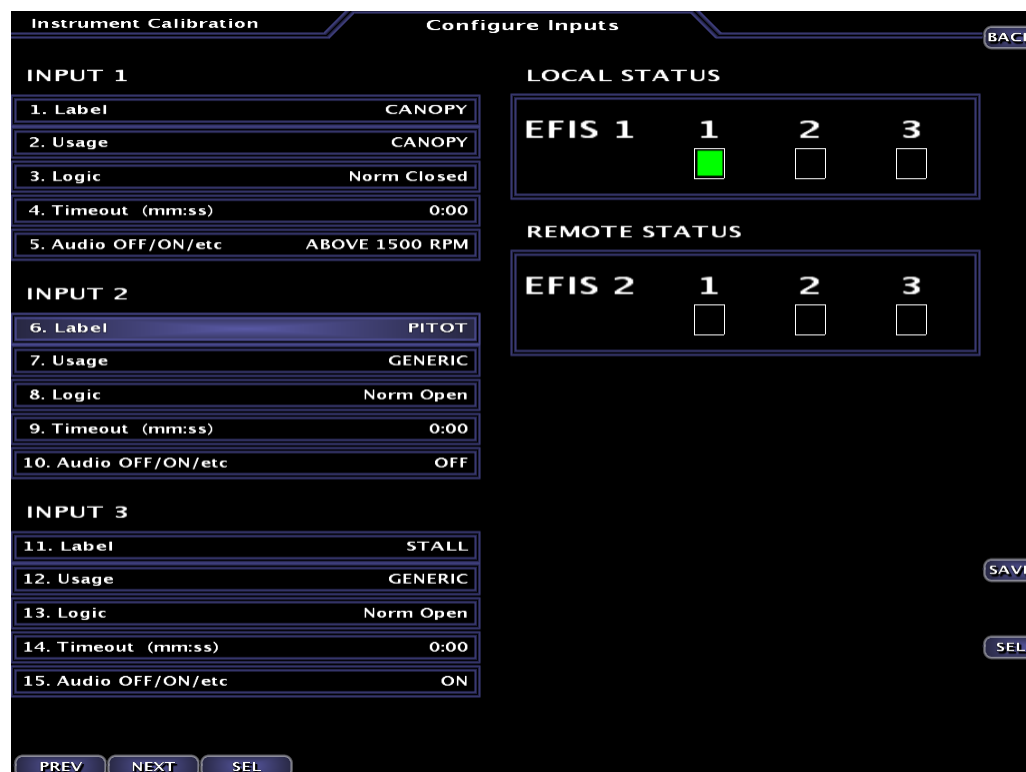 Instrument Calibration
Configure Inputs
BACK
INPUT 1
1. Label CANOPY
2. Usage CANOPY
3. Logic Norm Closed
4. Timeout (mm:ss) 0:00
5. Audio OFF/ON/etc ABOVE 1500 RPM
INPUT 2
6. Label PITOT
7. Usage GENERIC
8. Logic Norm Open
9. Timeout (mm:ss) 0:00
10. Audio OFF/ON/etc OFF
INPUT 3
11. Label STALL
12. Usage GENERIC
13. Logic Norm Open
14. Timeout (mm:ss) 0:00
15. Audio OFF/ON/etc ON
LOCAL STATUS
EFIS 1 1 2 3
REMOTE STATUS
EFIS 2 1 2 3
SAVE
SEL
PREV NEXT SEL